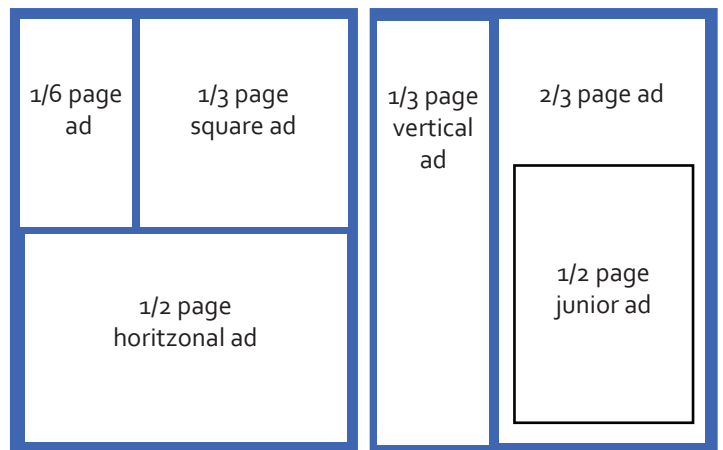 1/6 page
ad
1/3 page
square ad
1/2 page
horitzonal ad
1/3 page
vertical
ad
2/3 page ad
1/2 page
junior ad